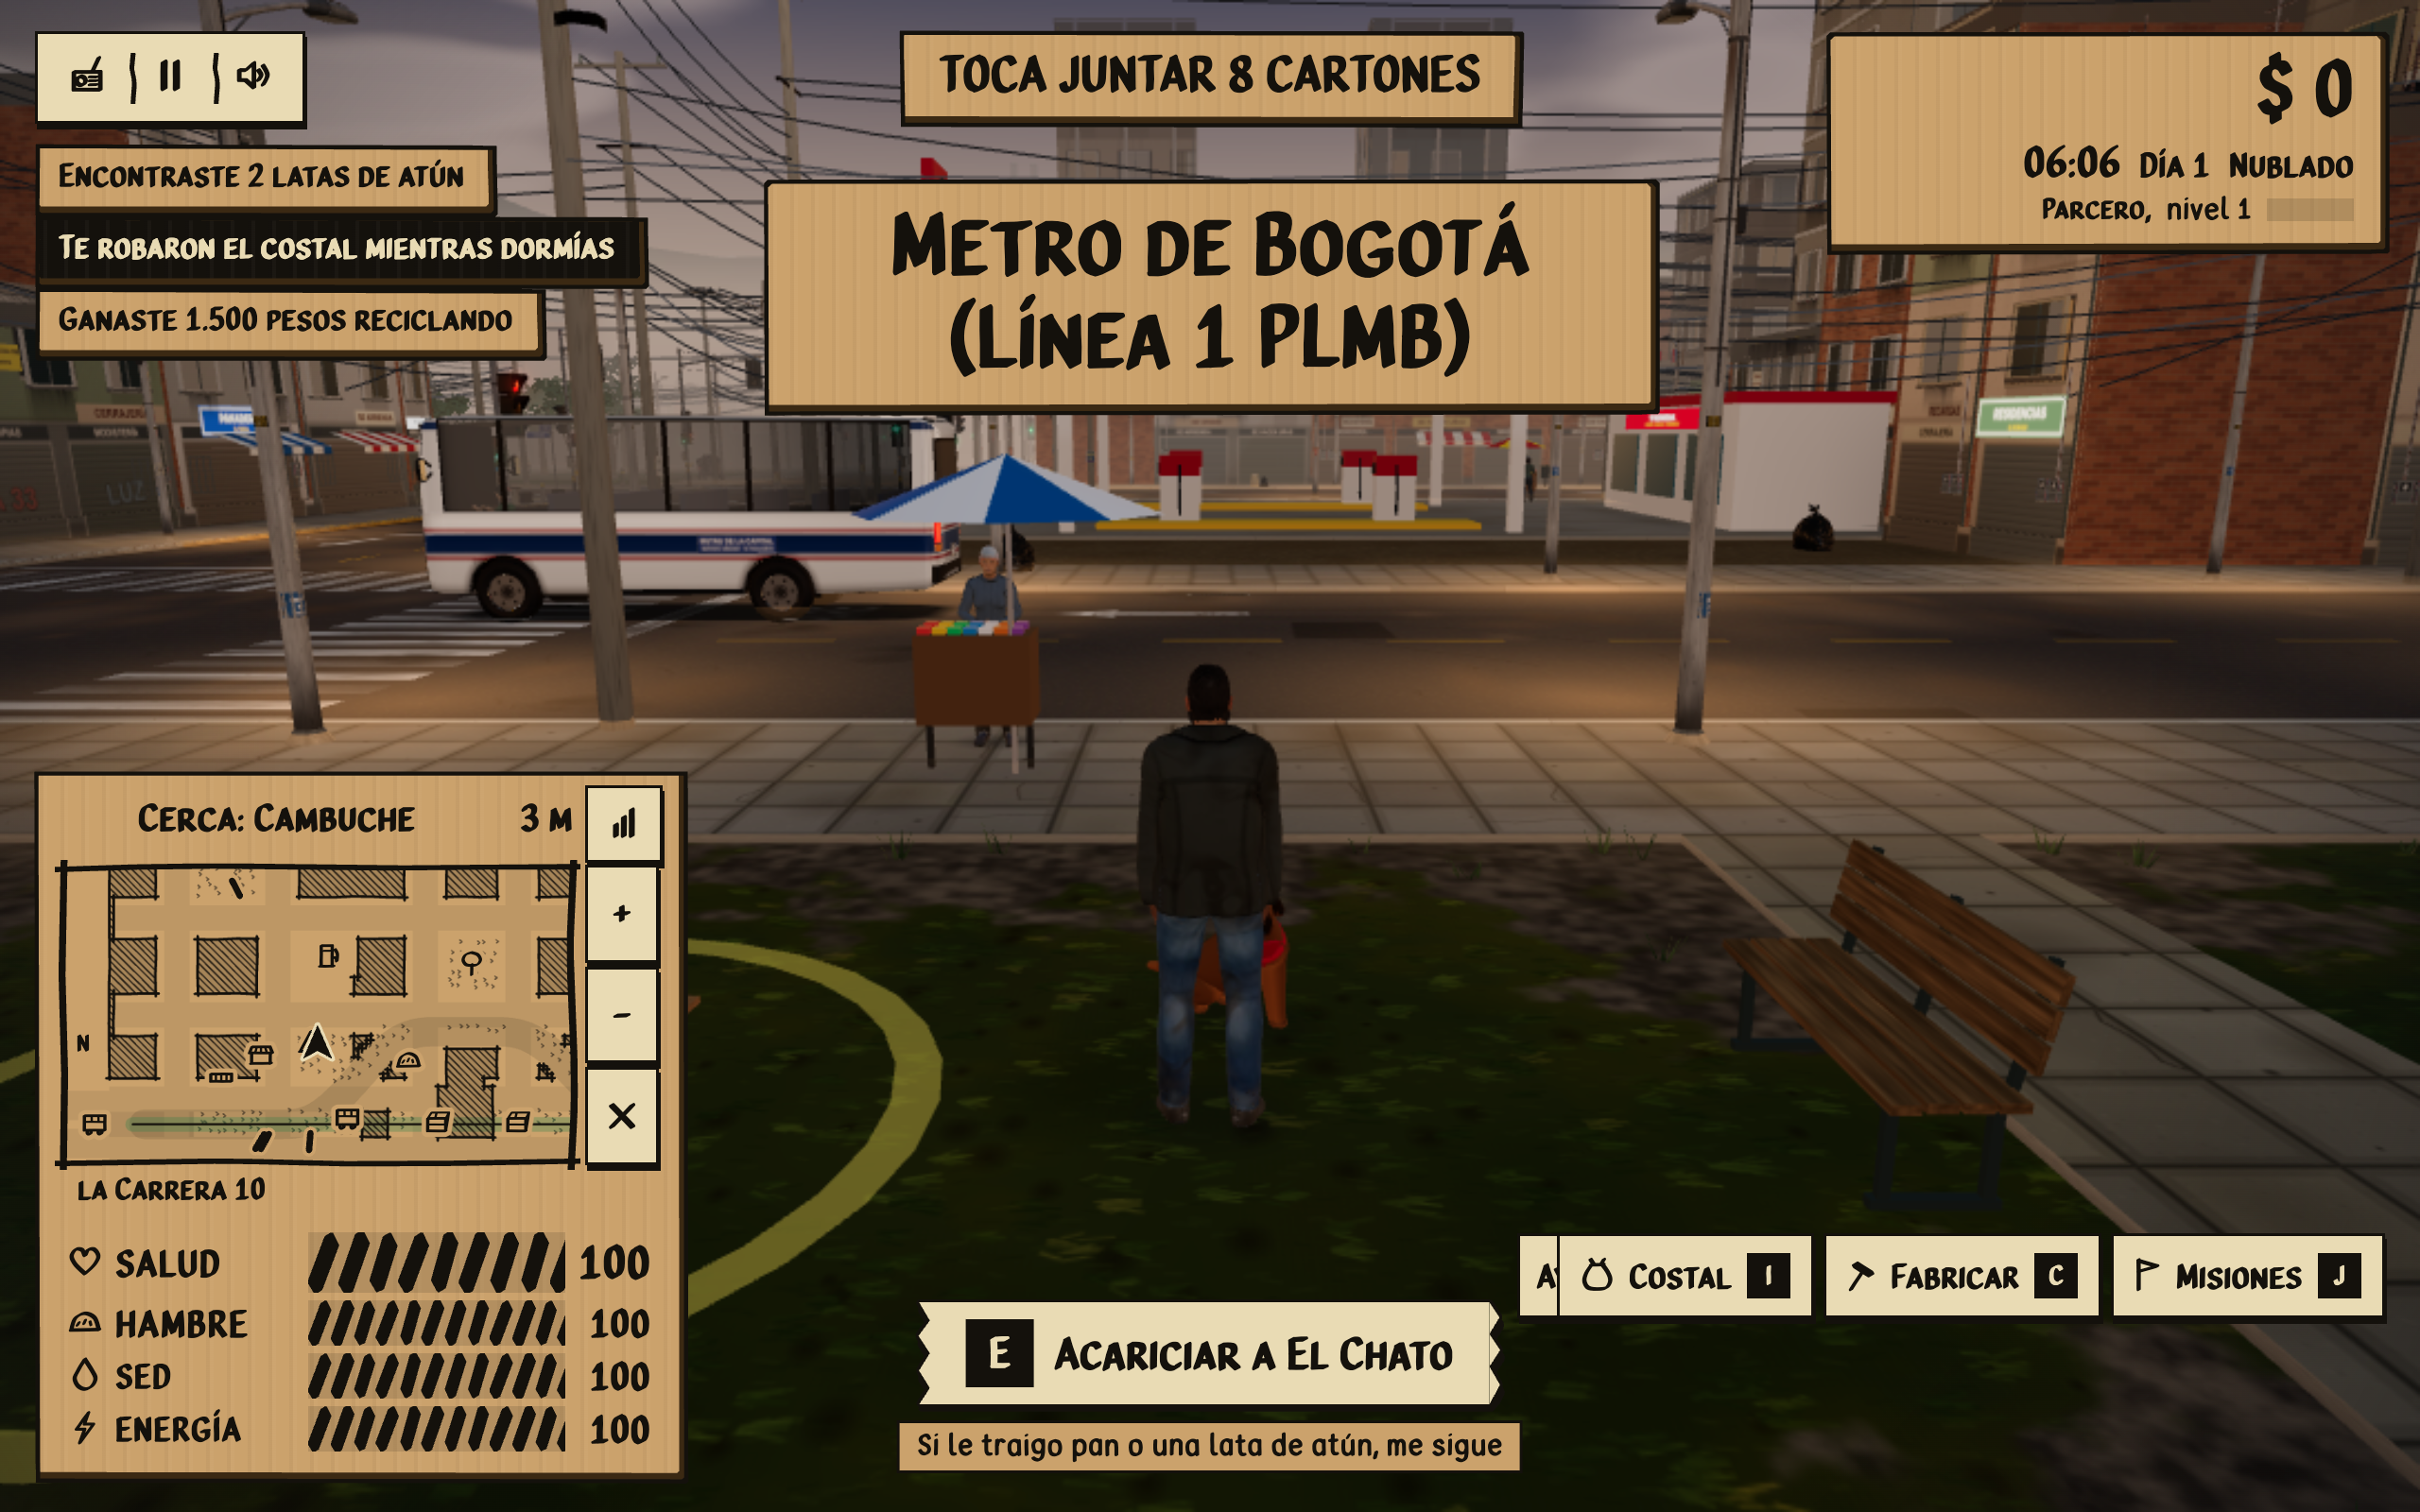 TOCA JUNTAR 8 CARTONES
$ 0
06:06 DÍA 1 NUBLADO
PARCERO, nivel 1
ENCONTRASTE 2 LATAS DE ATÚN
TE ROBARON EL COSTAL MIENTRAS DORMÍAS
GANASTE 1.500 PESOS RECICLANDO
METRO DE BOGOTÁ
(LÍNEA 1 PLMB)
RESIDENCIAS
LUZ
33
CERCA: CAMBUCHE 3 M
+
N
-
LA CARRERA 10
SALUD 100
HAMBRE 100
SED 100
ENERGÍA 100
COSTAL I
FABRICAR C
MISIONES J
E ACARICIAR A EL CHATO
Si le traigo pan o una lata de atún, me sigue